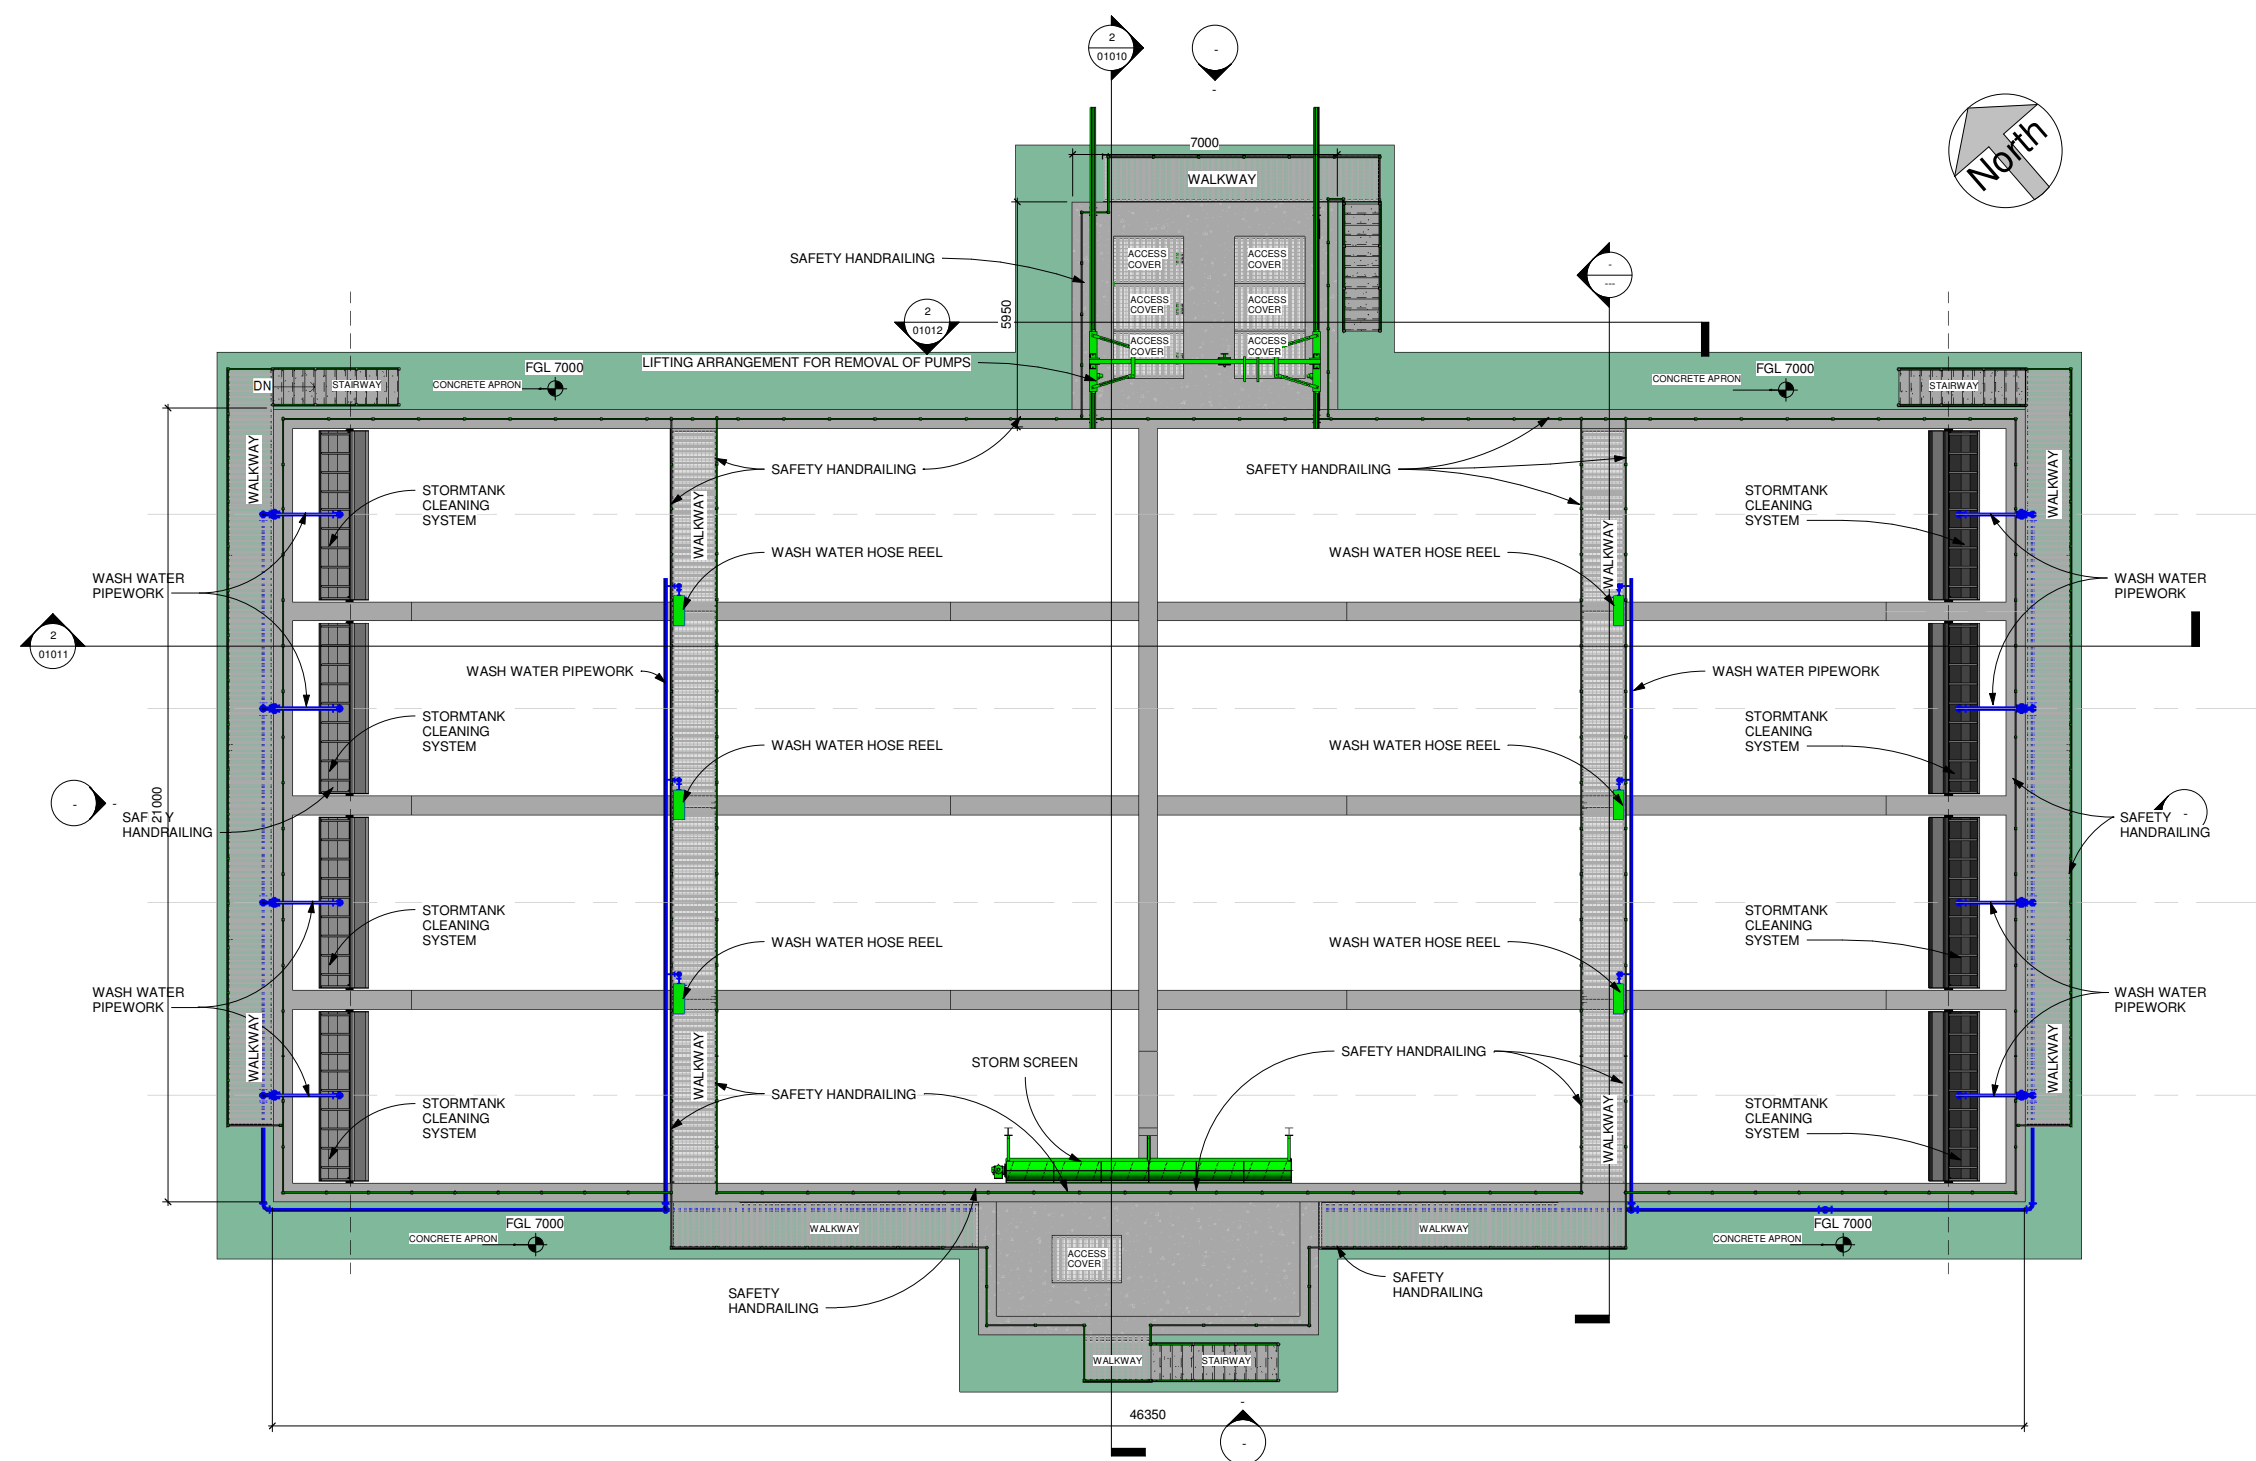 2
01010
-
-
North
7000
WALKWAY
SAFETY HANDRAILING
ACCESS
COVER
ACCESS
COVER
ACCESS
COVER
ACCESS
COVER
ACCESS
COVER
ACCESS
COVER
5950
-
---
2
01012
LIFTING ARRANGEMENT FOR REMOVAL OF PUMPS
FGL 7000
CONCRETE APRON
FGL 7000
CONCRETE APRON
DN
STAIRWAY
STAIRWAY
WALKWAY
SAFETY HANDRAILING
SAFETY HANDRAILING
WALKWAY
STORMTANK
CLEANING
SYSTEM
WALKWAY
WALKWAY
STORMTANK
CLEANING
SYSTEM
WASH WATER HOSE REEL
WASH WATER HOSE REEL
WASH WATER
PIPEWORK
WASH WATER
PIPEWORK
2
01011
WASH WATER PIPEWORK
WASH WATER PIPEWORK
STORMTANK
CLEANING
SYSTEM
STORMTANK
CLEANING
SYSTEM
WASH WATER HOSE REEL
WASH WATER HOSE REEL
-
-
21000
SAFETY
HANDRAILING
-
SAFETY
HANDRAILING
STORMTANK
CLEANING
SYSTEM
STORMTANK
CLEANING
SYSTEM
WASH WATER HOSE REEL
WASH WATER HOSE REEL
WASH WATER
PIPEWORK
WASH WATER
PIPEWORK
WALKWAY
WALKWAY
STORM SCREEN
SAFETY HANDRAILING
WALKWAY
WALKWAY
SAFETY HANDRAILING
STORMTANK
CLEANING
SYSTEM
STORMTANK
CLEANING
SYSTEM
FGL 7000
CONCRETE APRON
WALKWAY
WALKWAY
FGL 7000
CONCRETE APRON
ACCESS
COVER
SAFETY
HANDRAILING
SAFETY
HANDRAILING
WALKWAY
STAIRWAY
46350
-
-